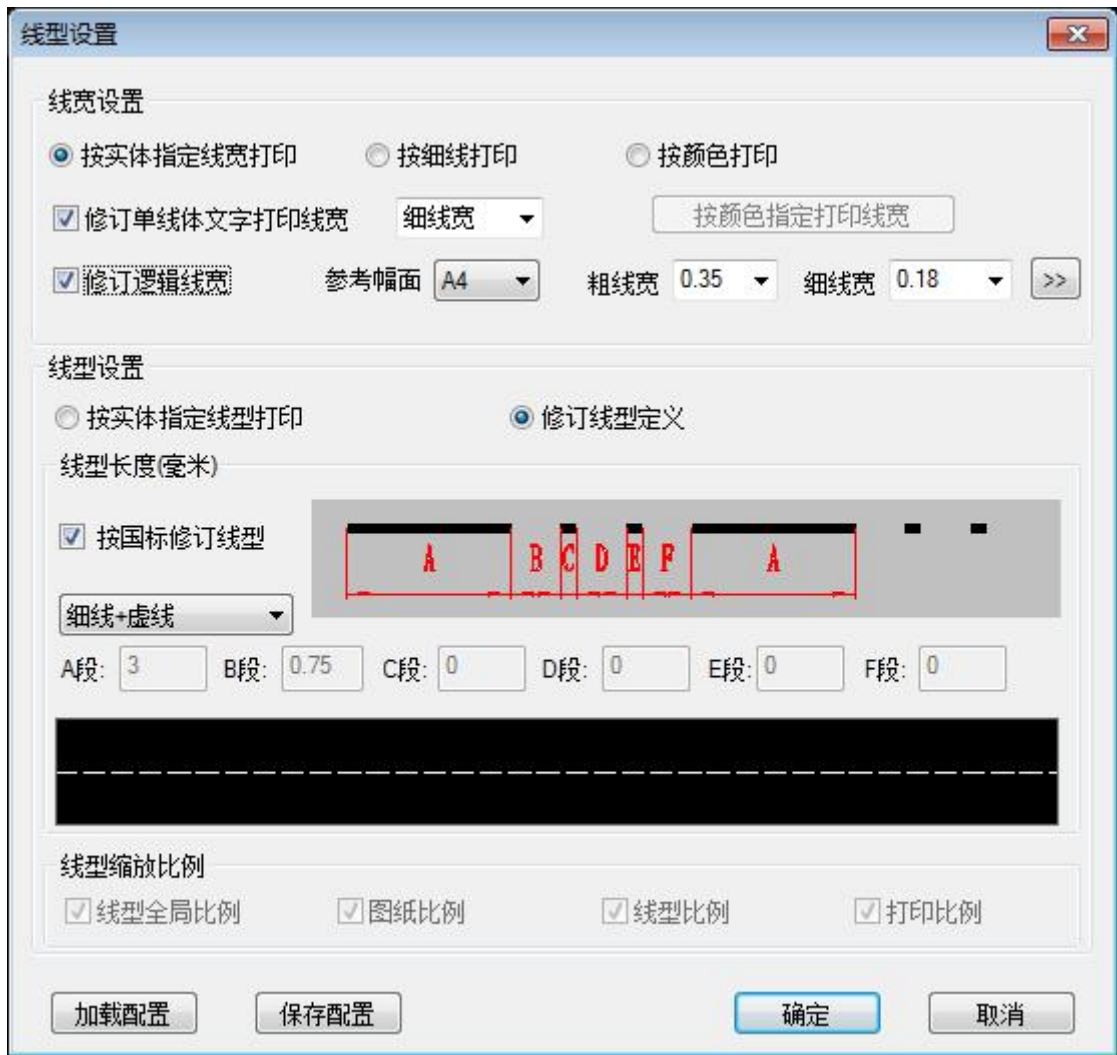 线型设置
线宽设置
按实体指定线宽打印 按细线打印 按颜色打印
修订单线体文字打印线宽 细线宽 按颜色指定打印线宽
修订逻辑线宽 参考幅面 A4 粗线宽 0.35 细线宽 0.18 >>
线型设置
按实体指定线型打印 修订线型定义
线型长度(毫米)
按国标修订线型
A B C D E F A
细线+虚线
A段: 3 B段: 0.75 C段: 0 D段: 0 E段: 0 F段: 0
线型缩放比例
线型全局比例 图纸比例 线型比例 打印比例
加载配置 保存配置 确定 取消